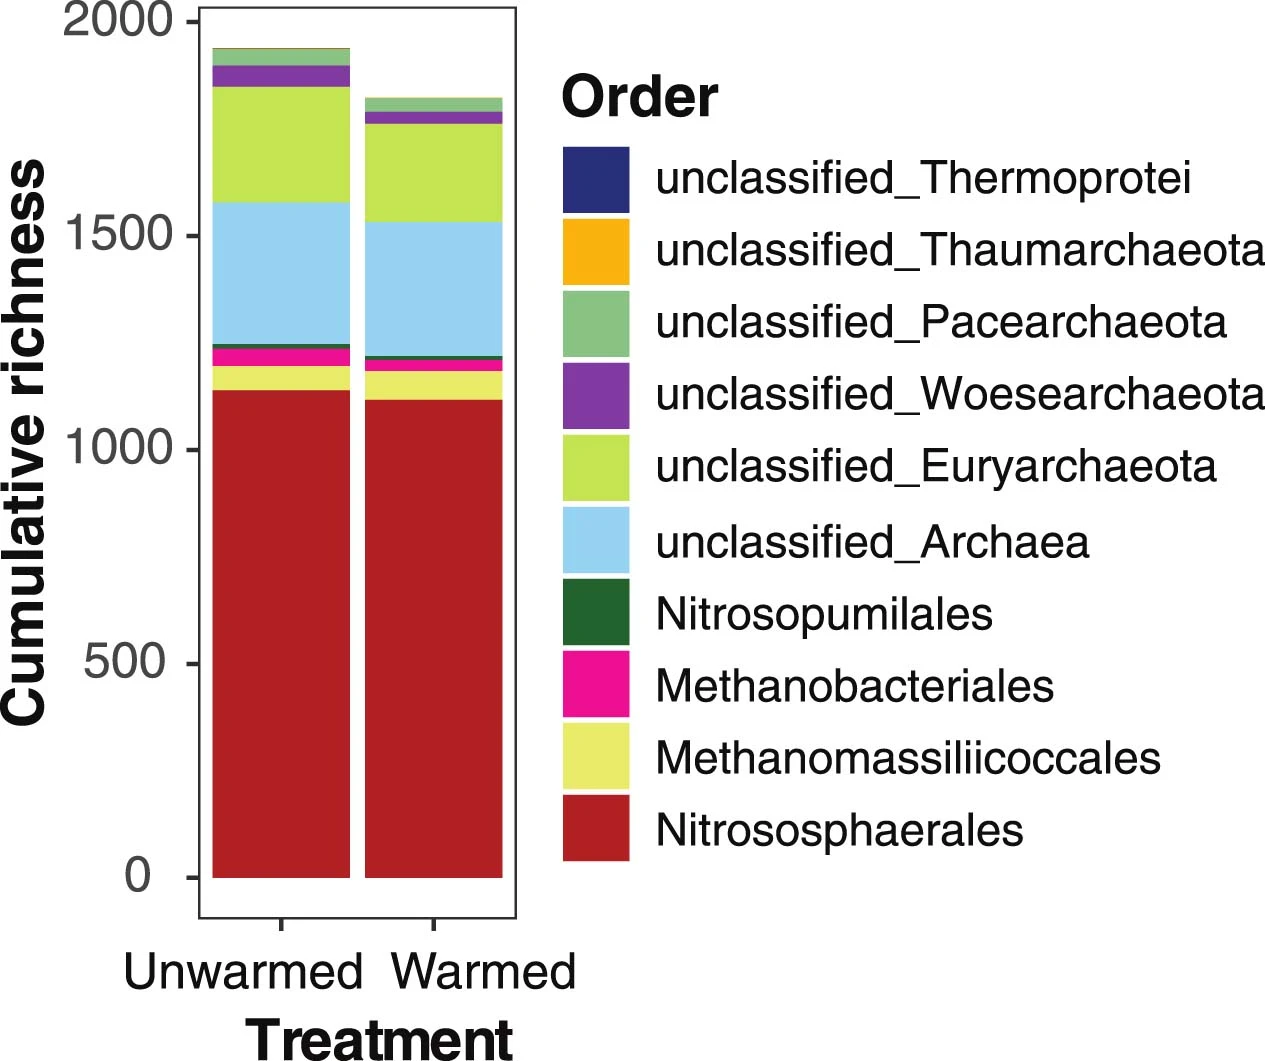 Cumulative richness
2000
1500
1000
500
0
Unwarmed Warmed
Treatment
Order
unclassified_Thermoprotei
unclassified_Thaumarchaeota
unclassified_Pacearchaeota
unclassified_Woesearchaeota
unclassified_Euryarchaeota
unclassified_Archaea
Nitrosopumilales
Methanobacteriales
Methanomassiliicoccales
Nitrososphaerales